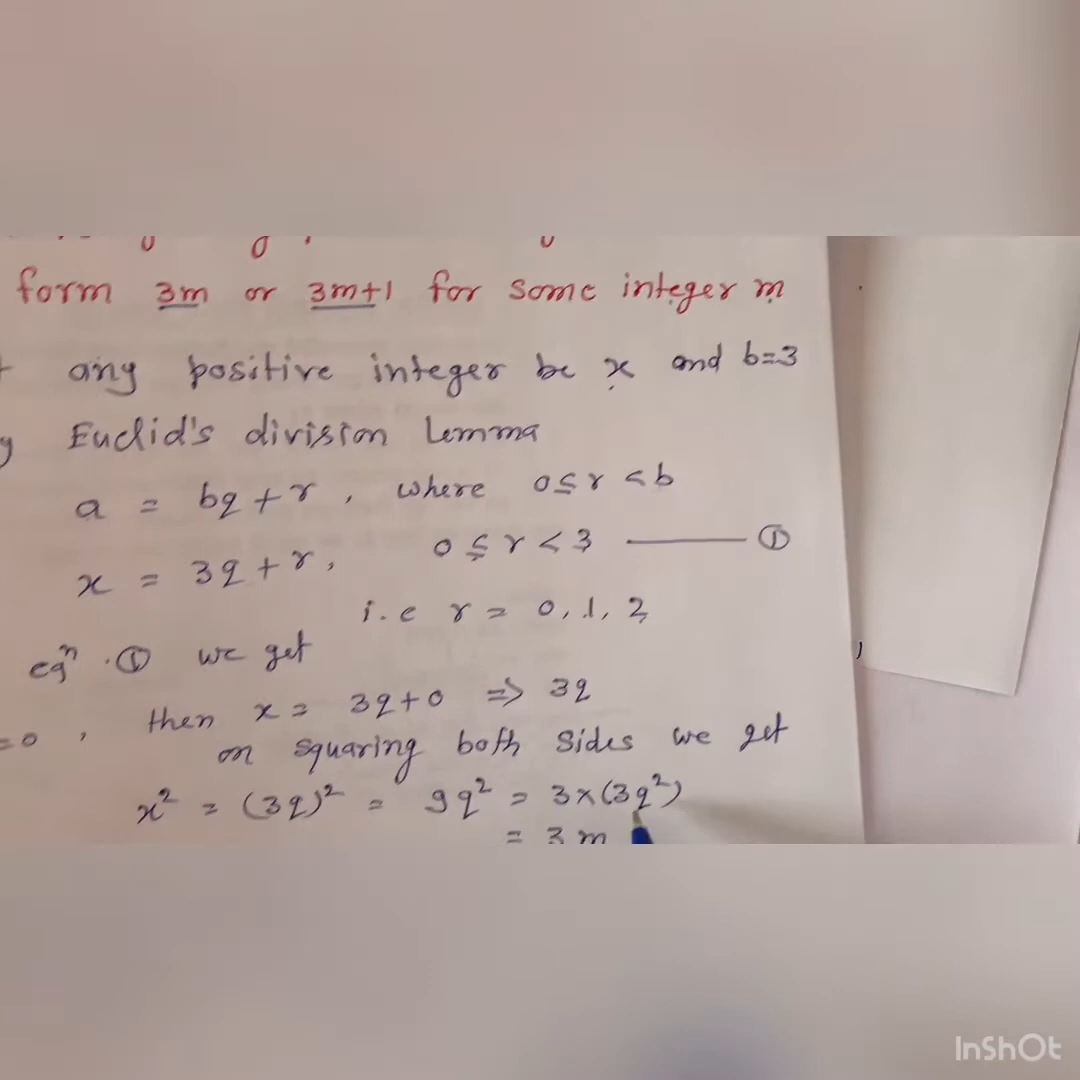 form 3m or 3m+1 for some integer m
any positive integer be x and b=3
Euclid's division Lemma
a = bq + r, where 0≤r<b
x = 3q + r, 0≤r<3 ——— ①
i.e r = 0, 1, 2
eqⁿ ① we get
=0, then x = 3q+0 => 3q
on squaring both sides we get
x² = (3q)² = 9q² = 3×(3q²)
= 3m
InShOt